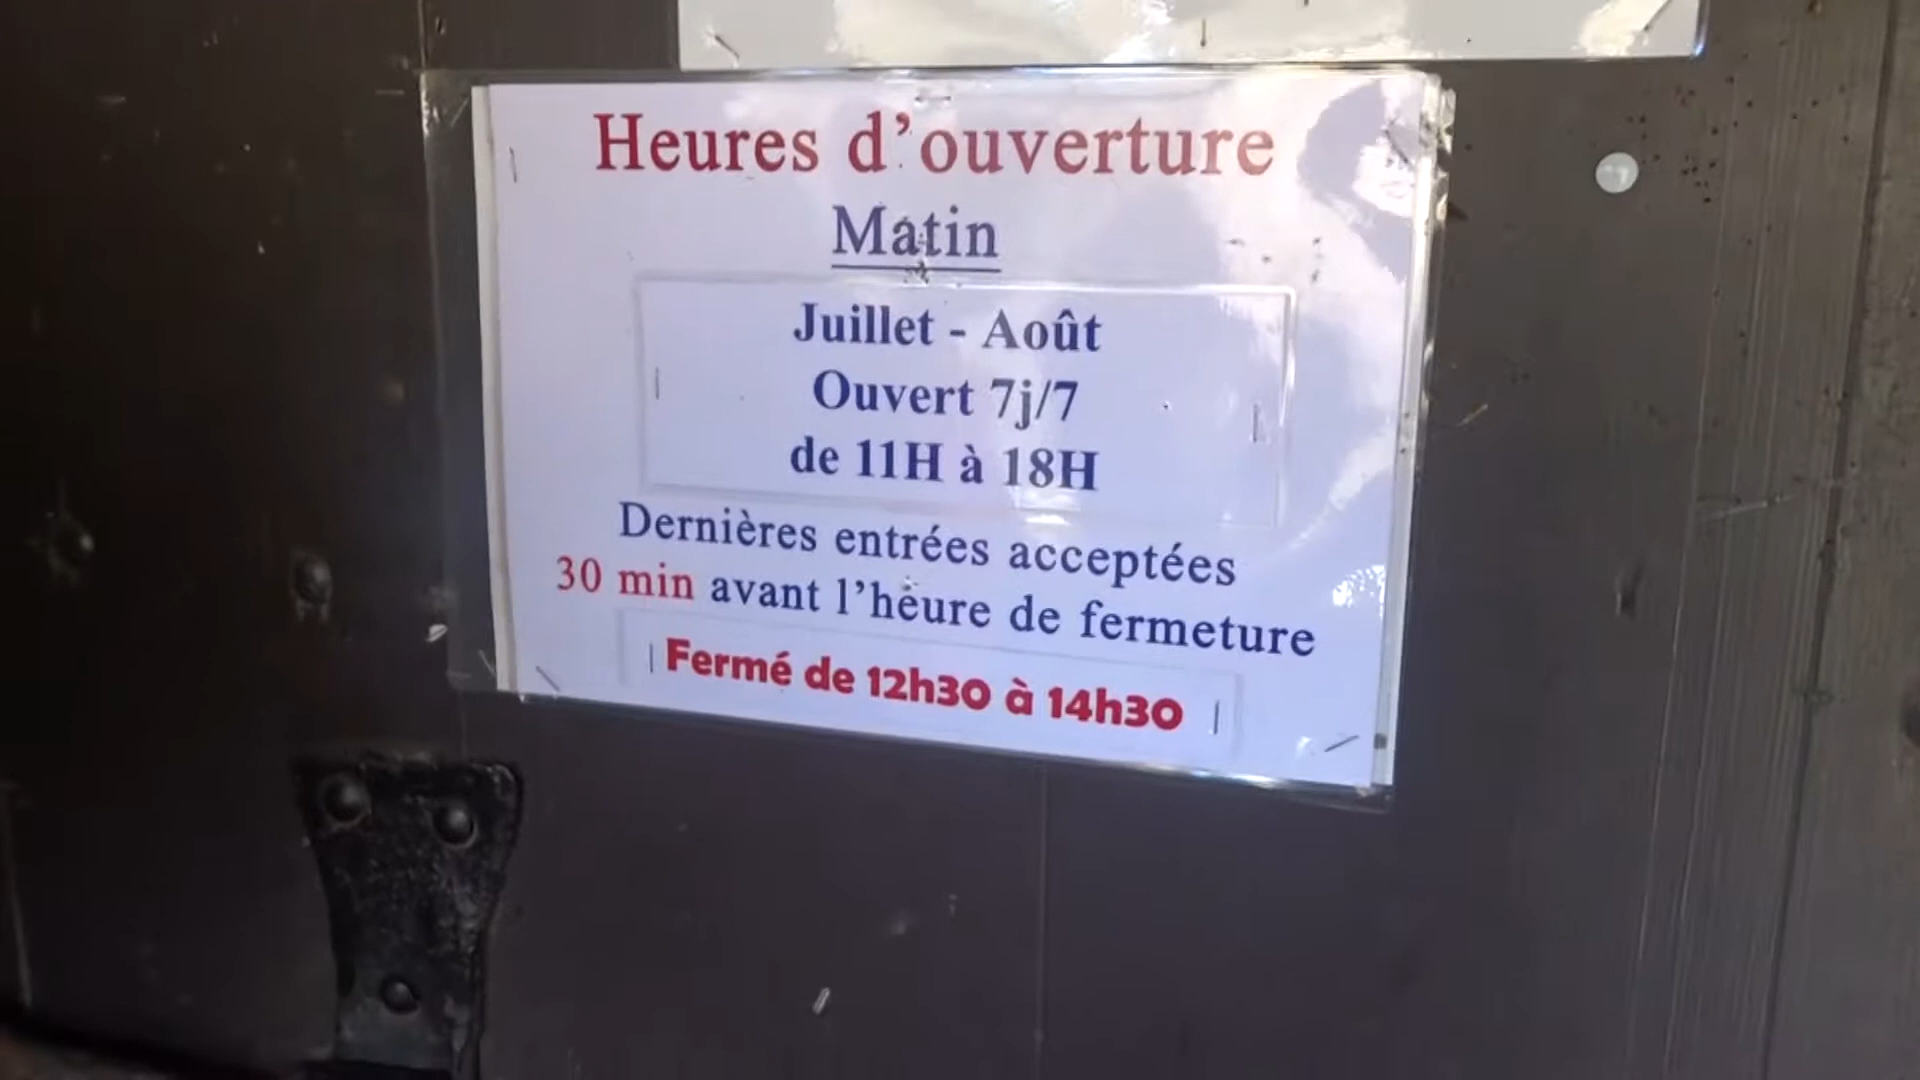 Heures d'ouverture
Matin
Juillet - Août
Ouvert 7j/7
de 11H à 18H
Dernières entrées acceptées
30 min avant l'heure de fermeture
Fermé de 12h30 à 14h30